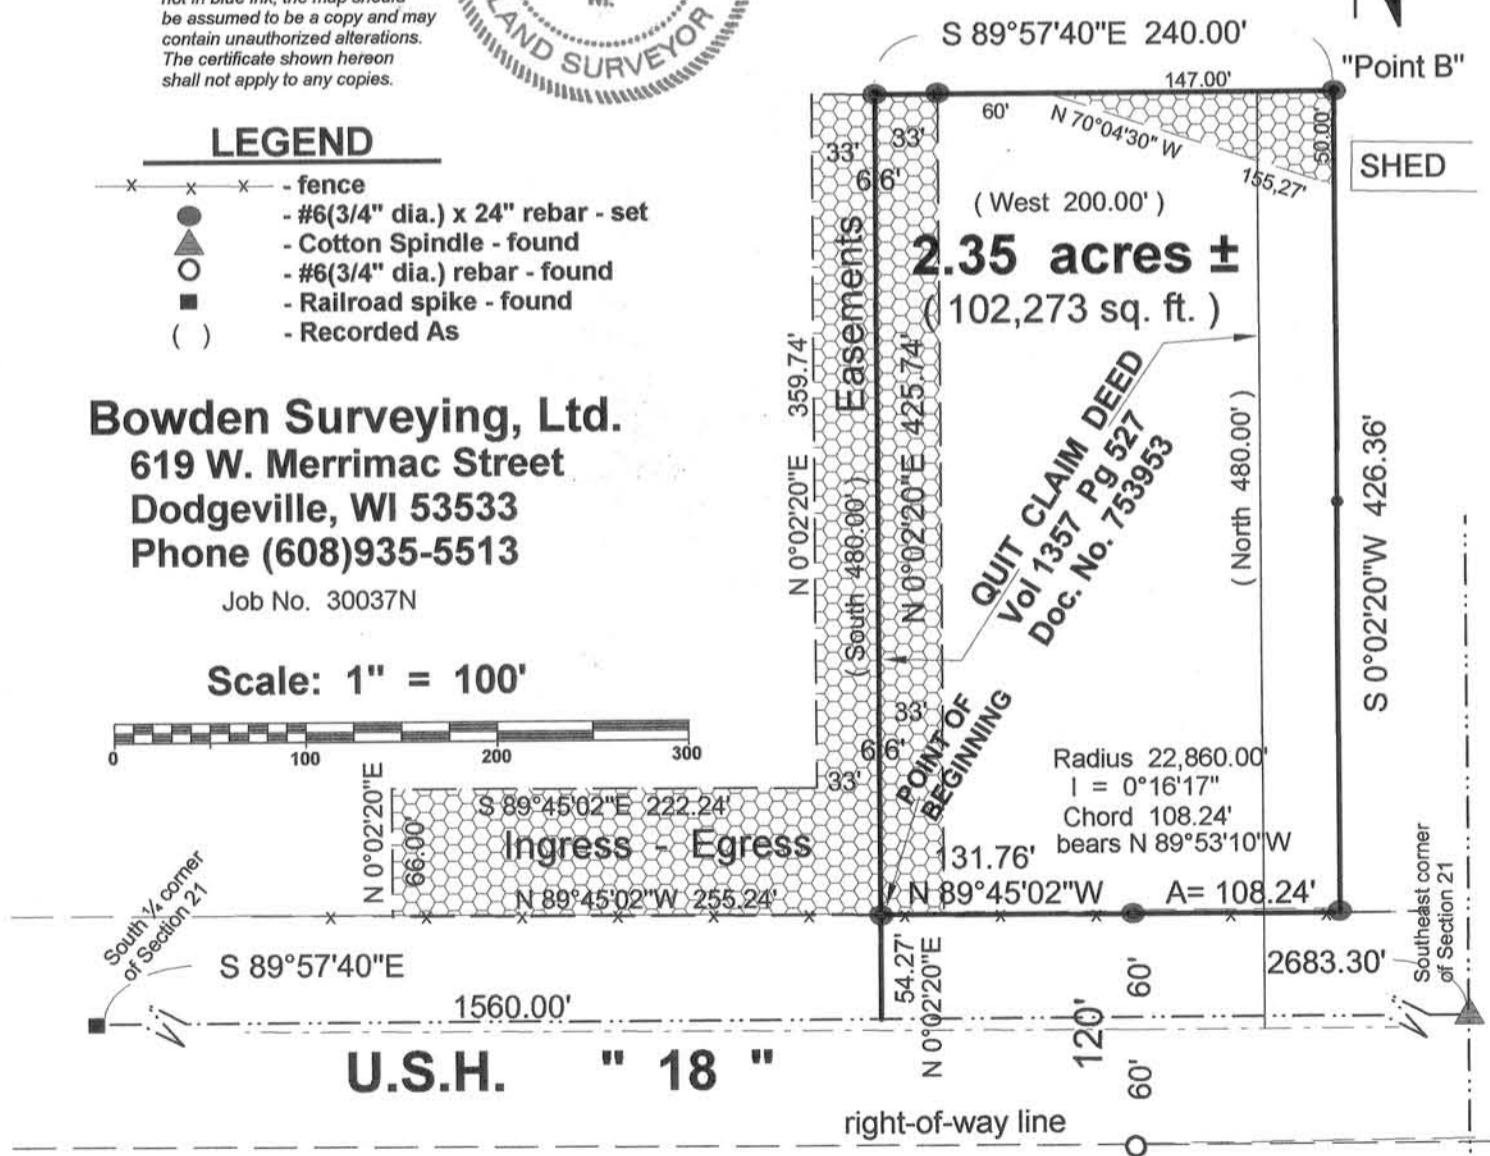 be assumed to be a copy and may
contain unauthorized alterations.
The certificate shown hereon
shall not apply to any copies.
LAND SURVEYOR
LEGEND
x x x - fence
- #6(3/4" dia.) x 24" rebar - set
- Cotton Spindle - found
- #6(3/4" dia.) rebar - found
- Railroad spike - found
( ) - Recorded As
Bowden Surveying, Ltd.
619 W. Merrimac Street
Dodgeville, WI 53533
Phone (608)935-5513
Job No. 30037N
Scale: 1" = 100'
0 100 200 300
N
S 89°57'40"E 240.00'
"Point B"
147.00'
60'
N 70°04'30" W
155,27'
50.00'
SHED
33'
33'
66'
( West 200.00' )
2.35 acres ±
( 102,273 sq. ft. )
Easements
N 0°02'20"E 359.74'
( South 480.00' )
N 0°02'20"E 425.74'
QUIT CLAIM DEED
Vol 1357 Pg 527
Doc. No. 753953
( North 480.00' )
S 0°02'20"W 426.36'
33'
66'
33'
POINT OF
BEGINNING
Radius 22,860.00'
I = 0°16'17"
Chord 108.24'
bears N 89°53'10"W
131.76'
N 89°45'02"W A= 108.24'
N 0°02'20"E
66.00'
S 89°45'02"E 222.24'
Ingress - Egress
N 89°45'02"W 255.24'
South ¼ corner
of Section 21
S 89°57'40"E
1560.00'
54.27'
N 0°02'20"E
2683.30'
Southeast corner
of Section 21
60'
120'
60'
U.S.H. " 18 "
right-of-way line